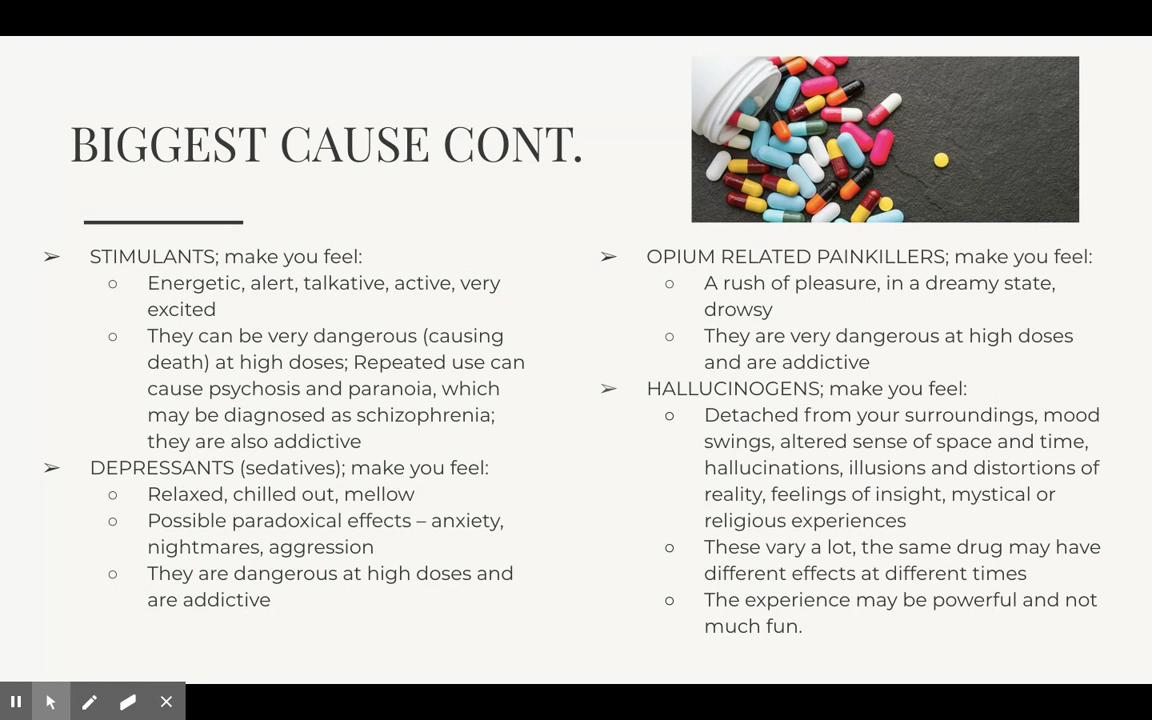 BIGGEST CAUSE CONT.
➢ STIMULANTS; make you feel:
○ Energetic, alert, talkative, active, very
excited
○ They can be very dangerous (causing
death) at high doses; Repeated use can
cause psychosis and paranoia, which
may be diagnosed as schizophrenia;
they are also addictive
➢ DEPRESSANTS (sedatives); make you feel:
○ Relaxed, chilled out, mellow
○ Possible paradoxical effects – anxiety,
nightmares, aggression
○ They are dangerous at high doses and
are addictive
➢ OPIUM RELATED PAINKILLERS; make you feel:
○ A rush of pleasure, in a dreamy state,
drowsy
○ They are very dangerous at high doses
and are addictive
➢ HALLUCINOGENS; make you feel:
○ Detached from your surroundings, mood
swings, altered sense of space and time,
hallucinations, illusions and distortions of
reality, feelings of insight, mystical or
religious experiences
○ These vary a lot, the same drug may have
different effects at different times
○ The experience may be powerful and not
much fun.